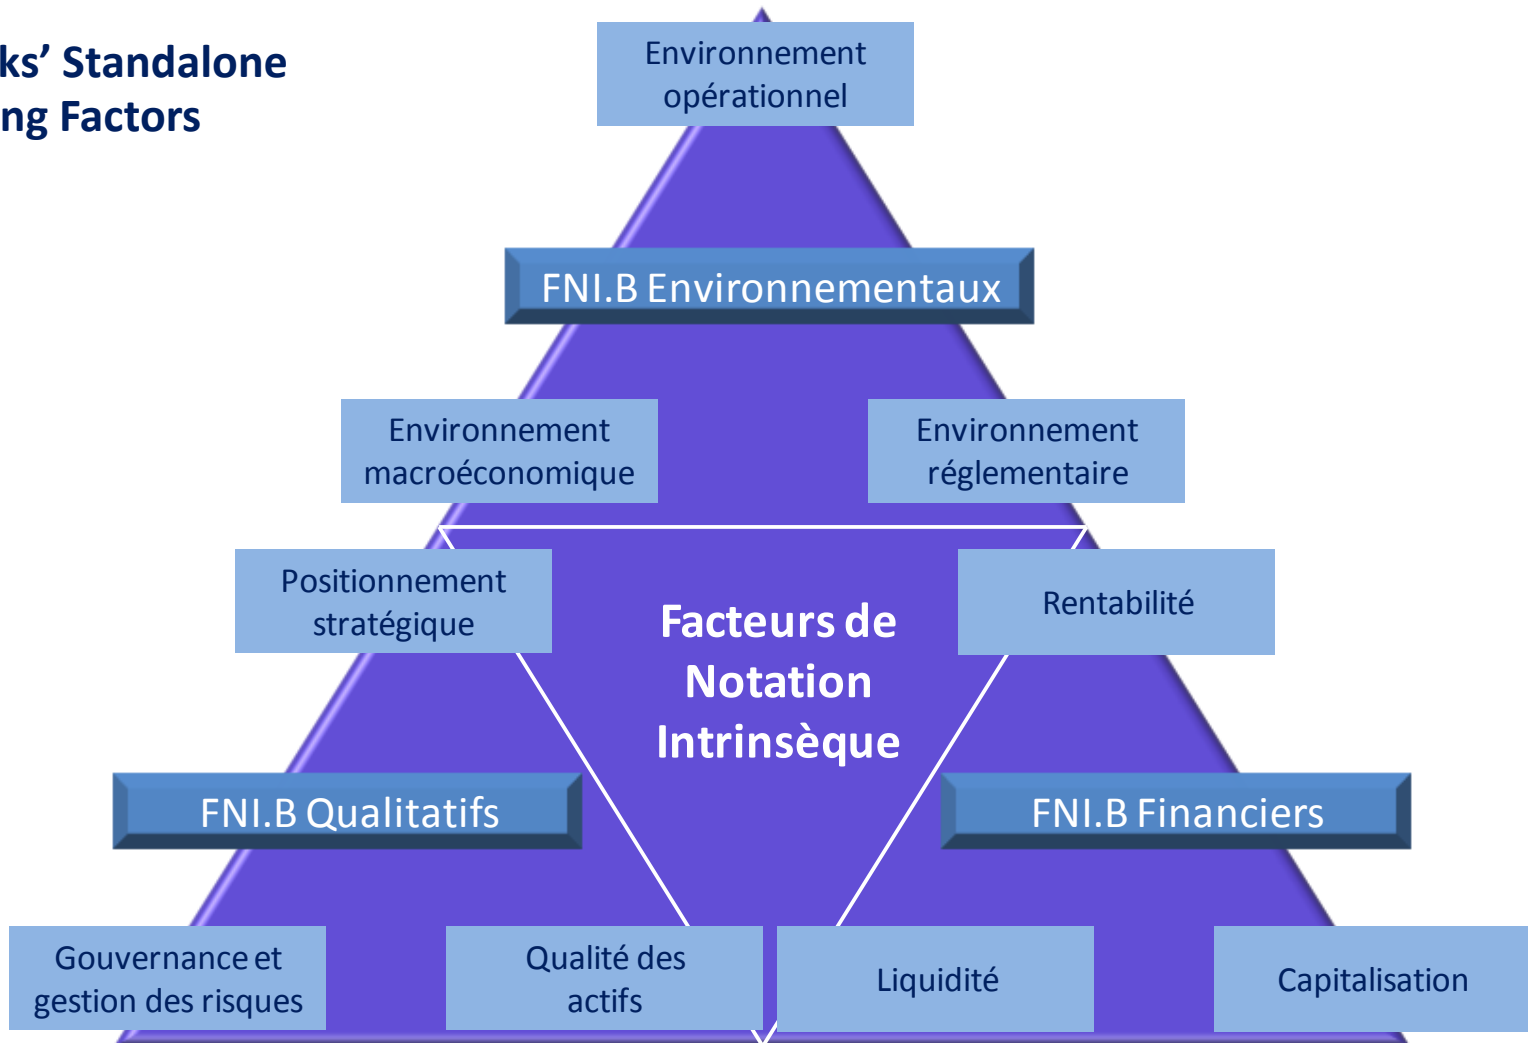 ks’ Standalone
ng Factors
Environnement
opérationnel
FNI.B Environnementaux
Environnement
macroéconomique
Environnement
réglementaire
Positionnement
stratégique
Rentabilité
Facteurs de
Notation
Intrinsèque
FNI.B Qualitatifs
FNI.B Financiers
Gouvernance et
gestion des risques
Qualité des
actifs
Liquidité
Capitalisation